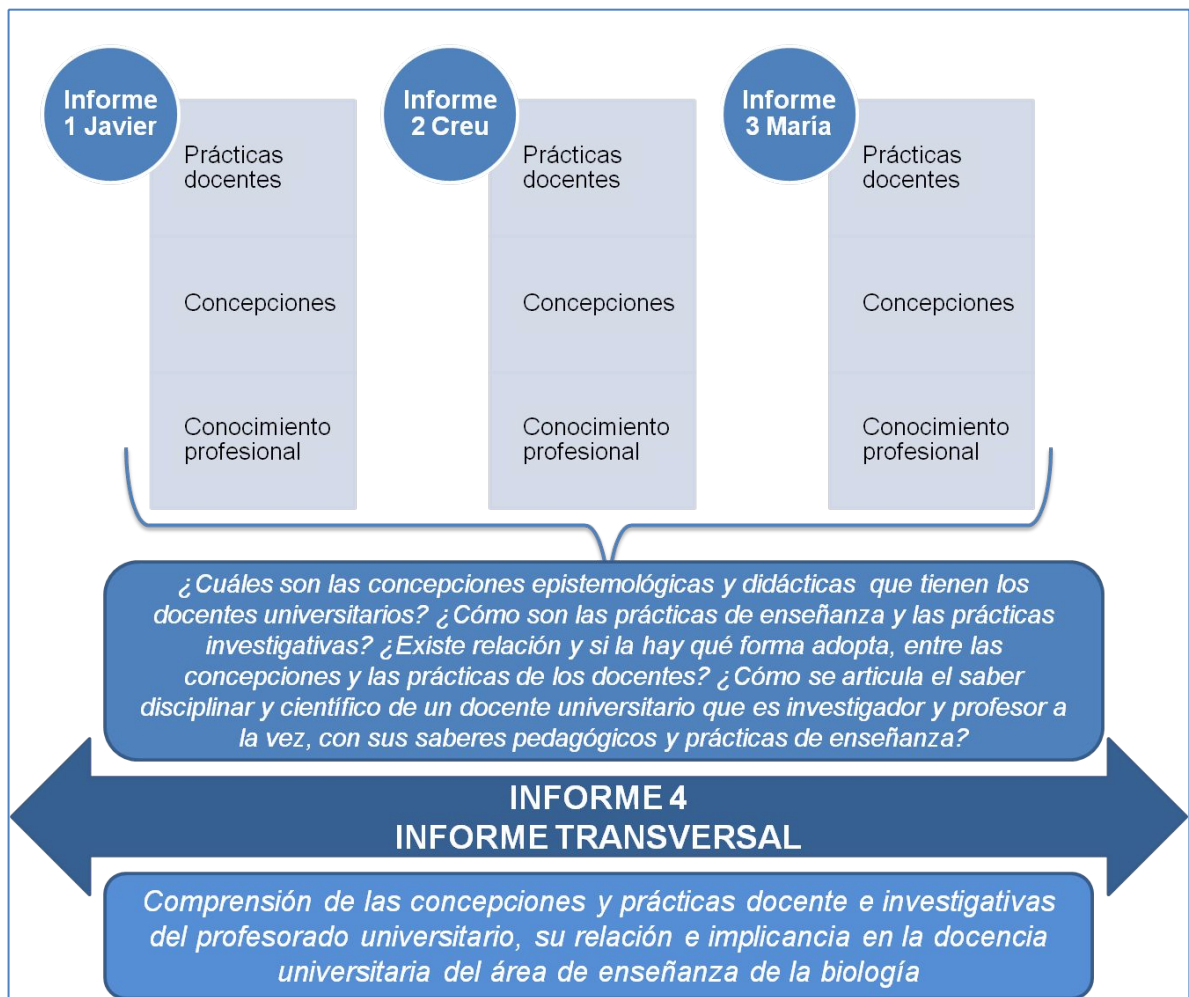 Informe
1 Javier
Prácticas
docentes
Concepciones
Conocimiento
profesional
Informe
2 Creu
Prácticas
docentes
Concepciones
Conocimiento
profesional
Informe
3 María
Prácticas
docentes
Concepciones
Conocimiento
profesional
¿Cuáles son las concepciones epistemológicas y didácticas que tienen los
docentes universitarios? ¿Cómo son las prácticas de enseñanza y las prácticas
investigativas? ¿Existe relación y si la hay qué forma adopta, entre las
concepciones y las prácticas de los docentes? ¿Cómo se articula el saber
disciplinar y científico de un docente universitario que es investigador y profesor a
la vez, con sus saberes pedagógicos y prácticas de enseñanza?
INFORME 4
INFORME TRANSVERSAL
Comprensión de las concepciones y prácticas docente e investigativas
del profesorado universitario, su relación e implicancia en la docencia
universitaria del área de enseñanza de la biología